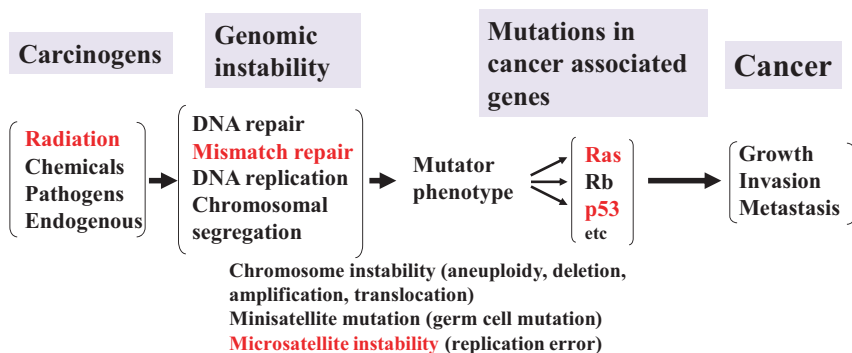 Carcinogens
Genomic
instability
Mutations in
cancer associated
genes
Cancer
Radiation
Chemicals
Pathogens
Endogenous
DNA repair
Mismatch repair
DNA replication
Chromosomal
segregation
Mutator
phenotype
Ras
Rb
p53
etc
Growth
Invasion
Metastasis
Chromosome instability (aneuploidy, deletion,
amplification, translocation)
Minisatellite mutation (germ cell mutation)
Microsatellite instability (replication error)